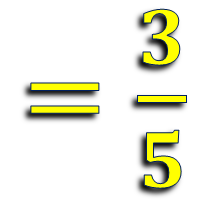 = 3/5